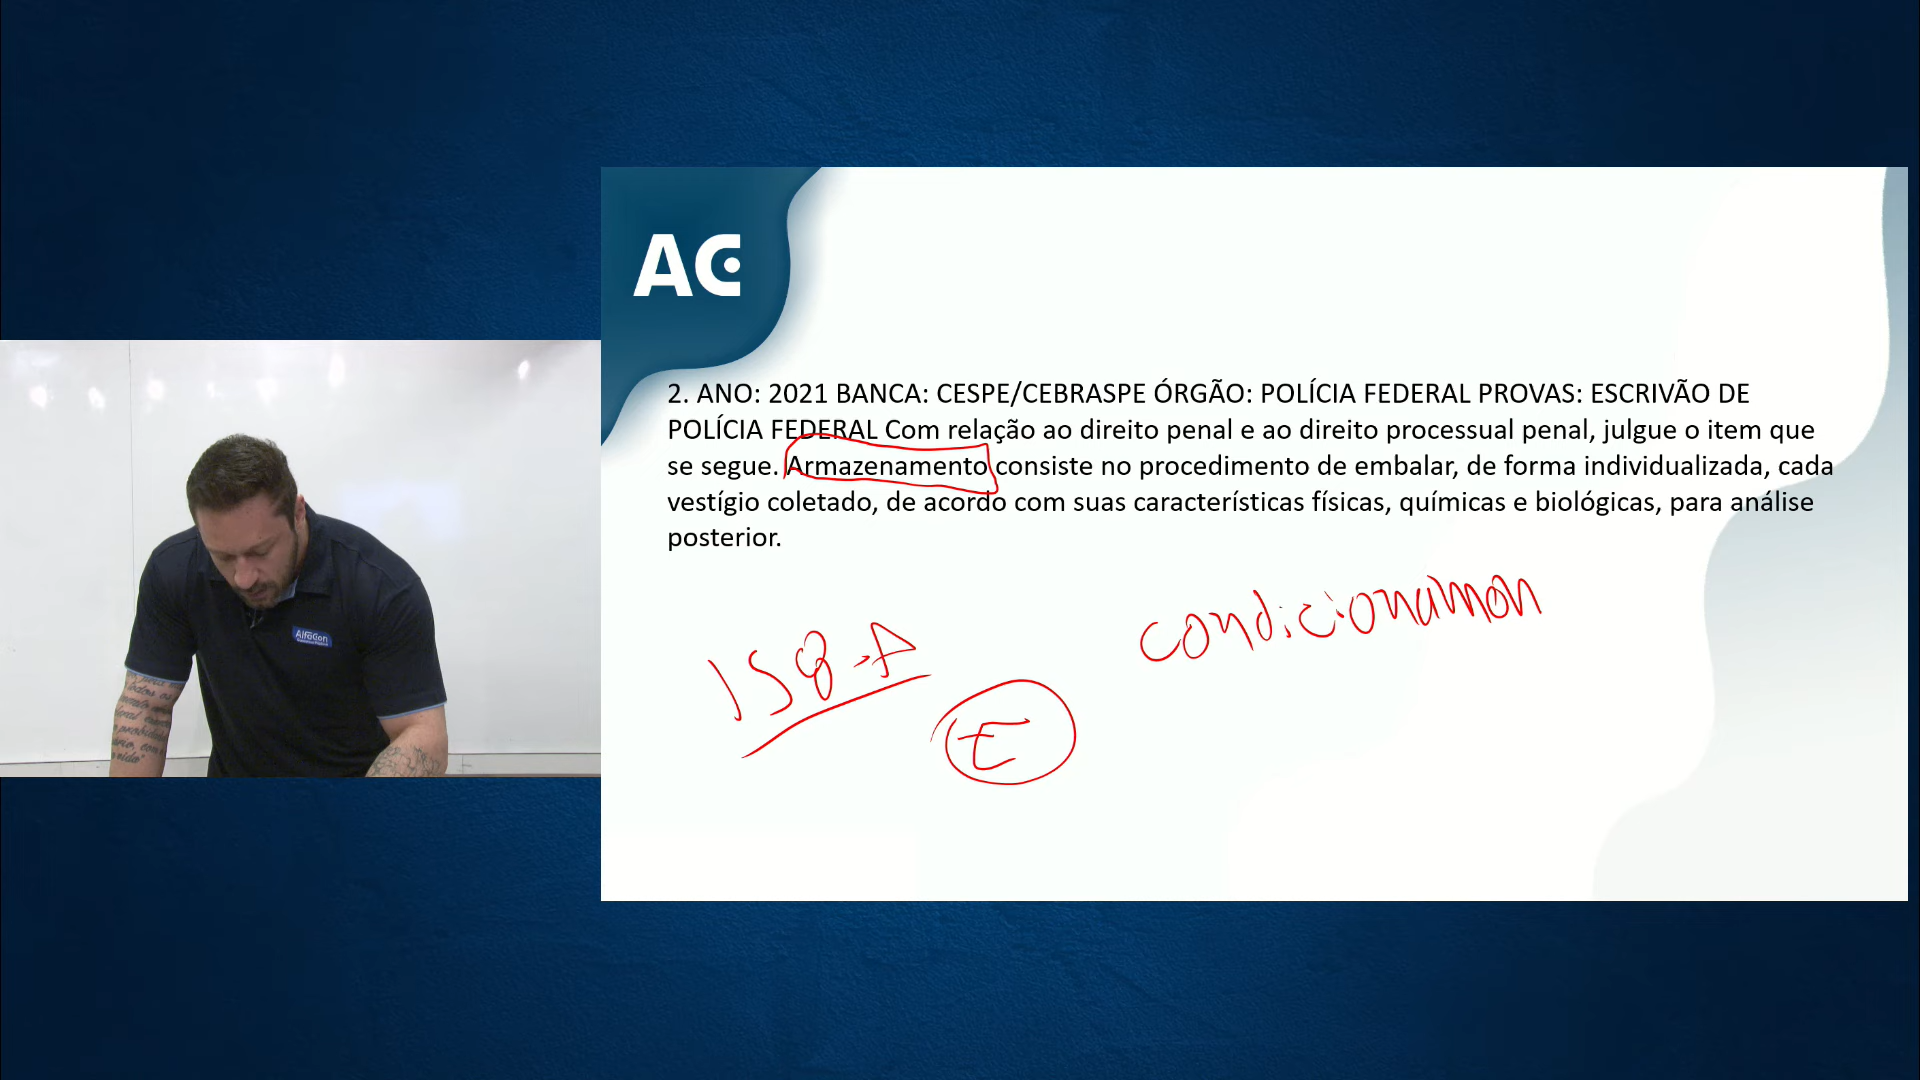 AC
2. ANO: 2021 BANCA: CESPE/CEBRASPE ÓRGÃO: POLÍCIA FEDERAL PROVAS: ESCRIVÃO DE
POLÍCIA FEDERAL Com relação ao direito penal e ao direito processual penal, julgue o item que
se segue. Armazenamento consiste no procedimento de embalar, de forma individualizada, cada
vestígio coletado, de acordo com suas características físicas, químicas e biológicas, para análise
posterior.
condicionamen
158-A
E
AlfaCon